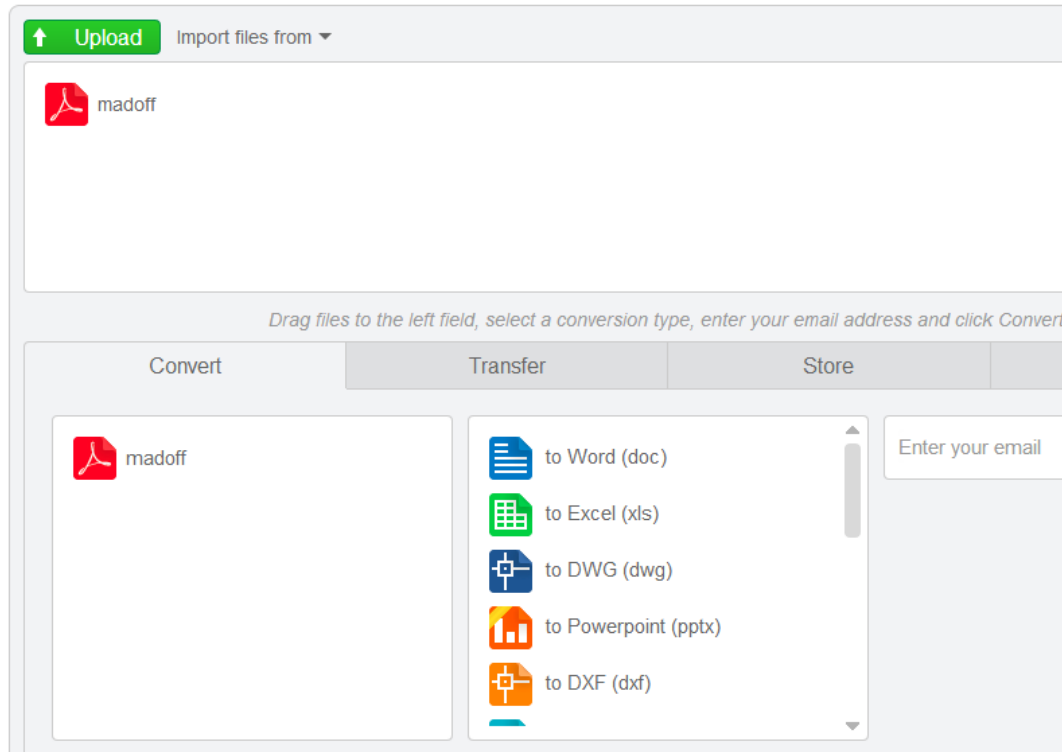 Upload
Import files from
madoff
Drag files to the left field, select a conversion type, enter your email address and click Convert
Convert
Transfer
Store
madoff
to Word (doc)
to Excel (xls)
to DWG (dwg)
to Powerpoint (pptx)
to DXF (dxf)
Enter your email